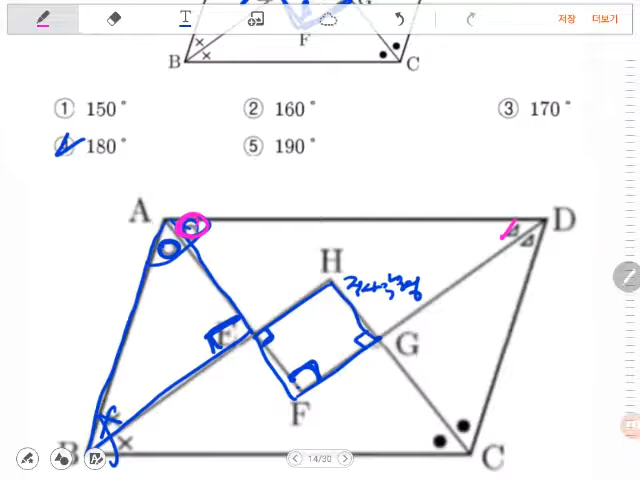 저장 더보기
G
F
B C
① 150°
② 160°
③ 170°
④ 180°
⑤ 190°
A D
H
직사각형
E G
F
B C
14/30